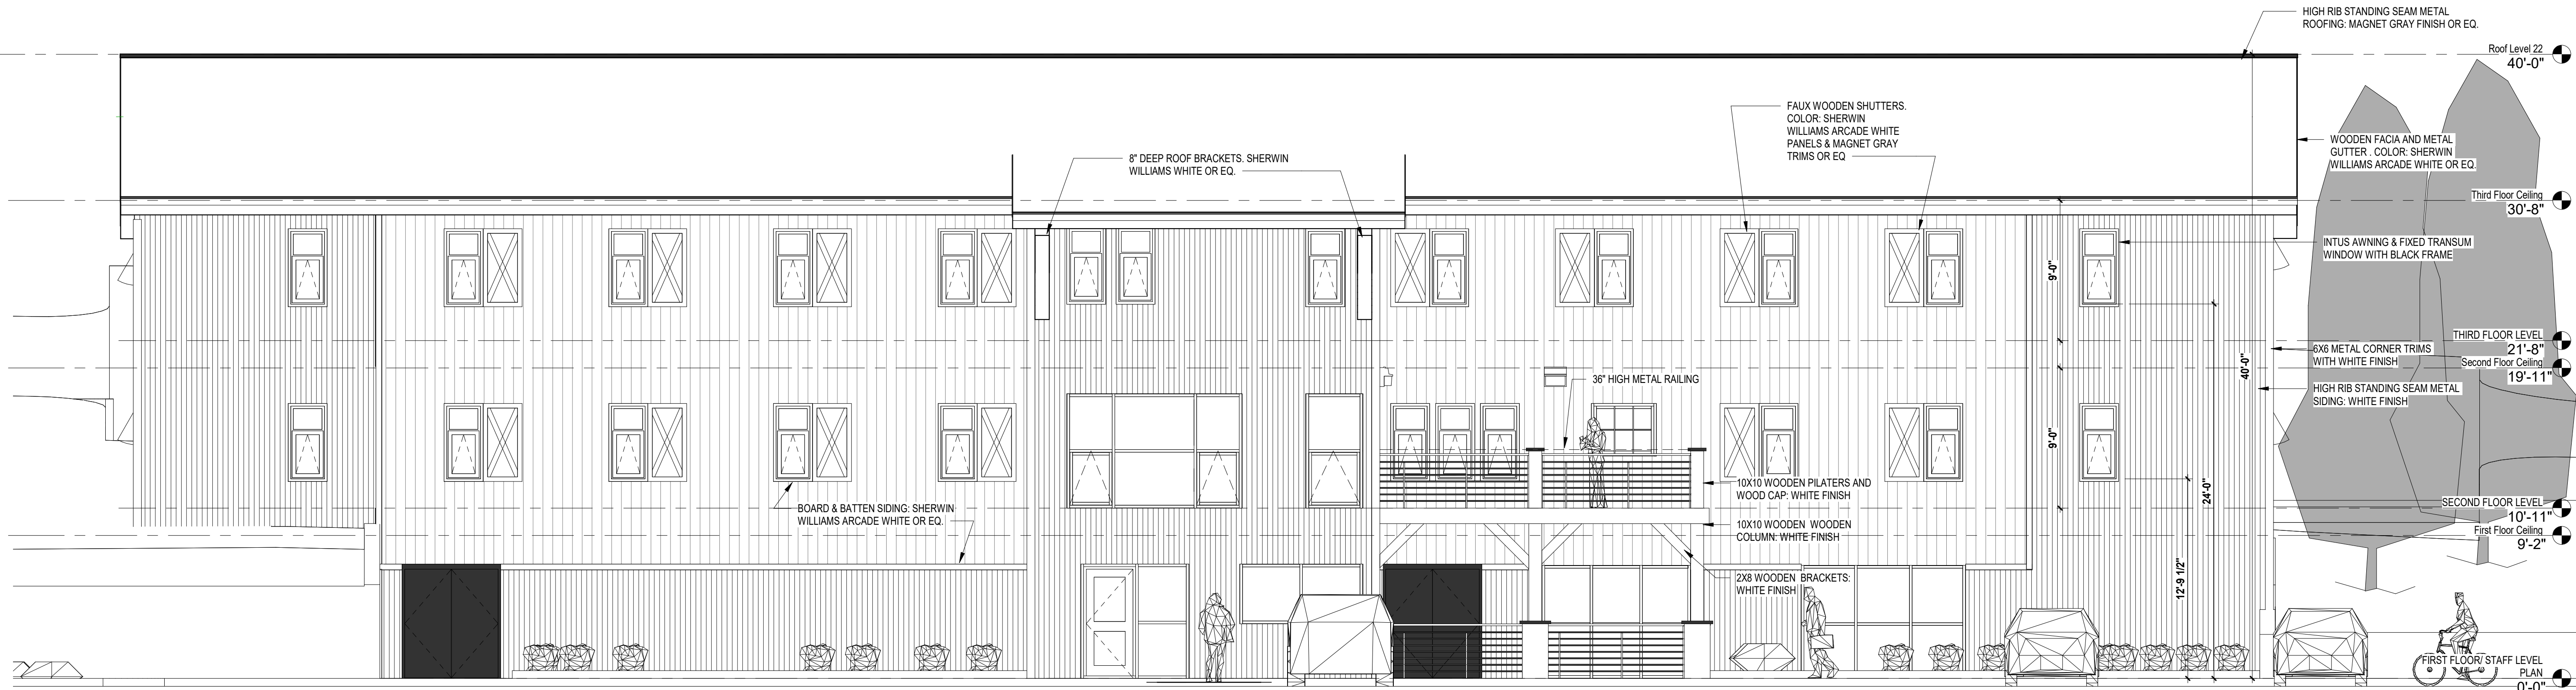 HIGH RIB STANDING SEAM METAL
ROOFING: MAGNET GRAY FINISH OR EQ.
Roof Level 22
40'-0"
FAUX WOODEN SHUTTERS.
COLOR: SHERWIN
WILLIAMS ARCADE WHITE
PANELS & MAGNET GRAY
TRIMS OR EQ
8" DEEP ROOF BRACKETS. SHERWIN
WILLIAMS WHITE OR EQ.
WOODEN FACIA AND METAL
GUTTER . COLOR: SHERWIN
WILLIAMS ARCADE WHITE OR EQ.
Third Floor Ceiling
30'-8"
INTUS AWNING & FIXED TRANSUM
WINDOW WITH BLACK FRAME
9'-0"
THIRD FLOOR LEVEL
21'-8"
6X6 METAL CORNER TRIMS
WITH WHITE FINISH
Second Floor Ceiling
19'-11"
40'-0"
36" HIGH METAL RAILING
HIGH RIB STANDING SEAM METAL
SIDING: WHITE FINISH
9'-0"
10X10 WOODEN PILATERS AND
WOOD CAP: WHITE FINISH
24'-0"
BOARD & BATTEN SIDING: SHERWIN
WILLIAMS ARCADE WHITE OR EQ.
SECOND FLOOR LEVEL
10'-11"
10X10 WOODEN WOODEN
COLUMN: WHITE FINISH
First Floor Ceiling
9'-2"
12'-9 1/2"
2X8 WOODEN BRACKETS:
WHITE FINISH
FIRST FLOOR/ STAFF LEVEL
PLAN
0'-0"